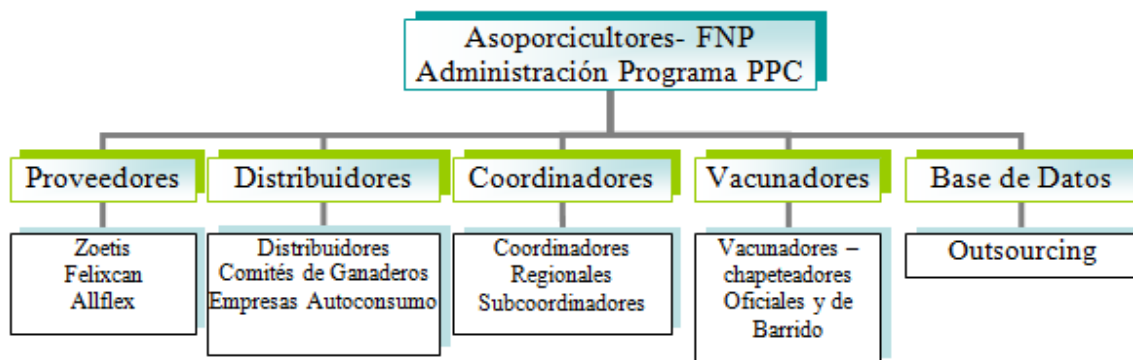 Asoporcicultores- FNP
Administración Programa PPC
Proveedores
Distribuidores
Coordinadores
Vacunadores
Base de Datos
Zoetis
Felixcan
Allflex
Distribuidores
Comités de Ganaderos
Empresas Autoconsumo
Coordinadores
Regionales
Subcoordinadores
Vacunadores –
chapeteadores
Oficiales y de
Barrido
Outsourcing